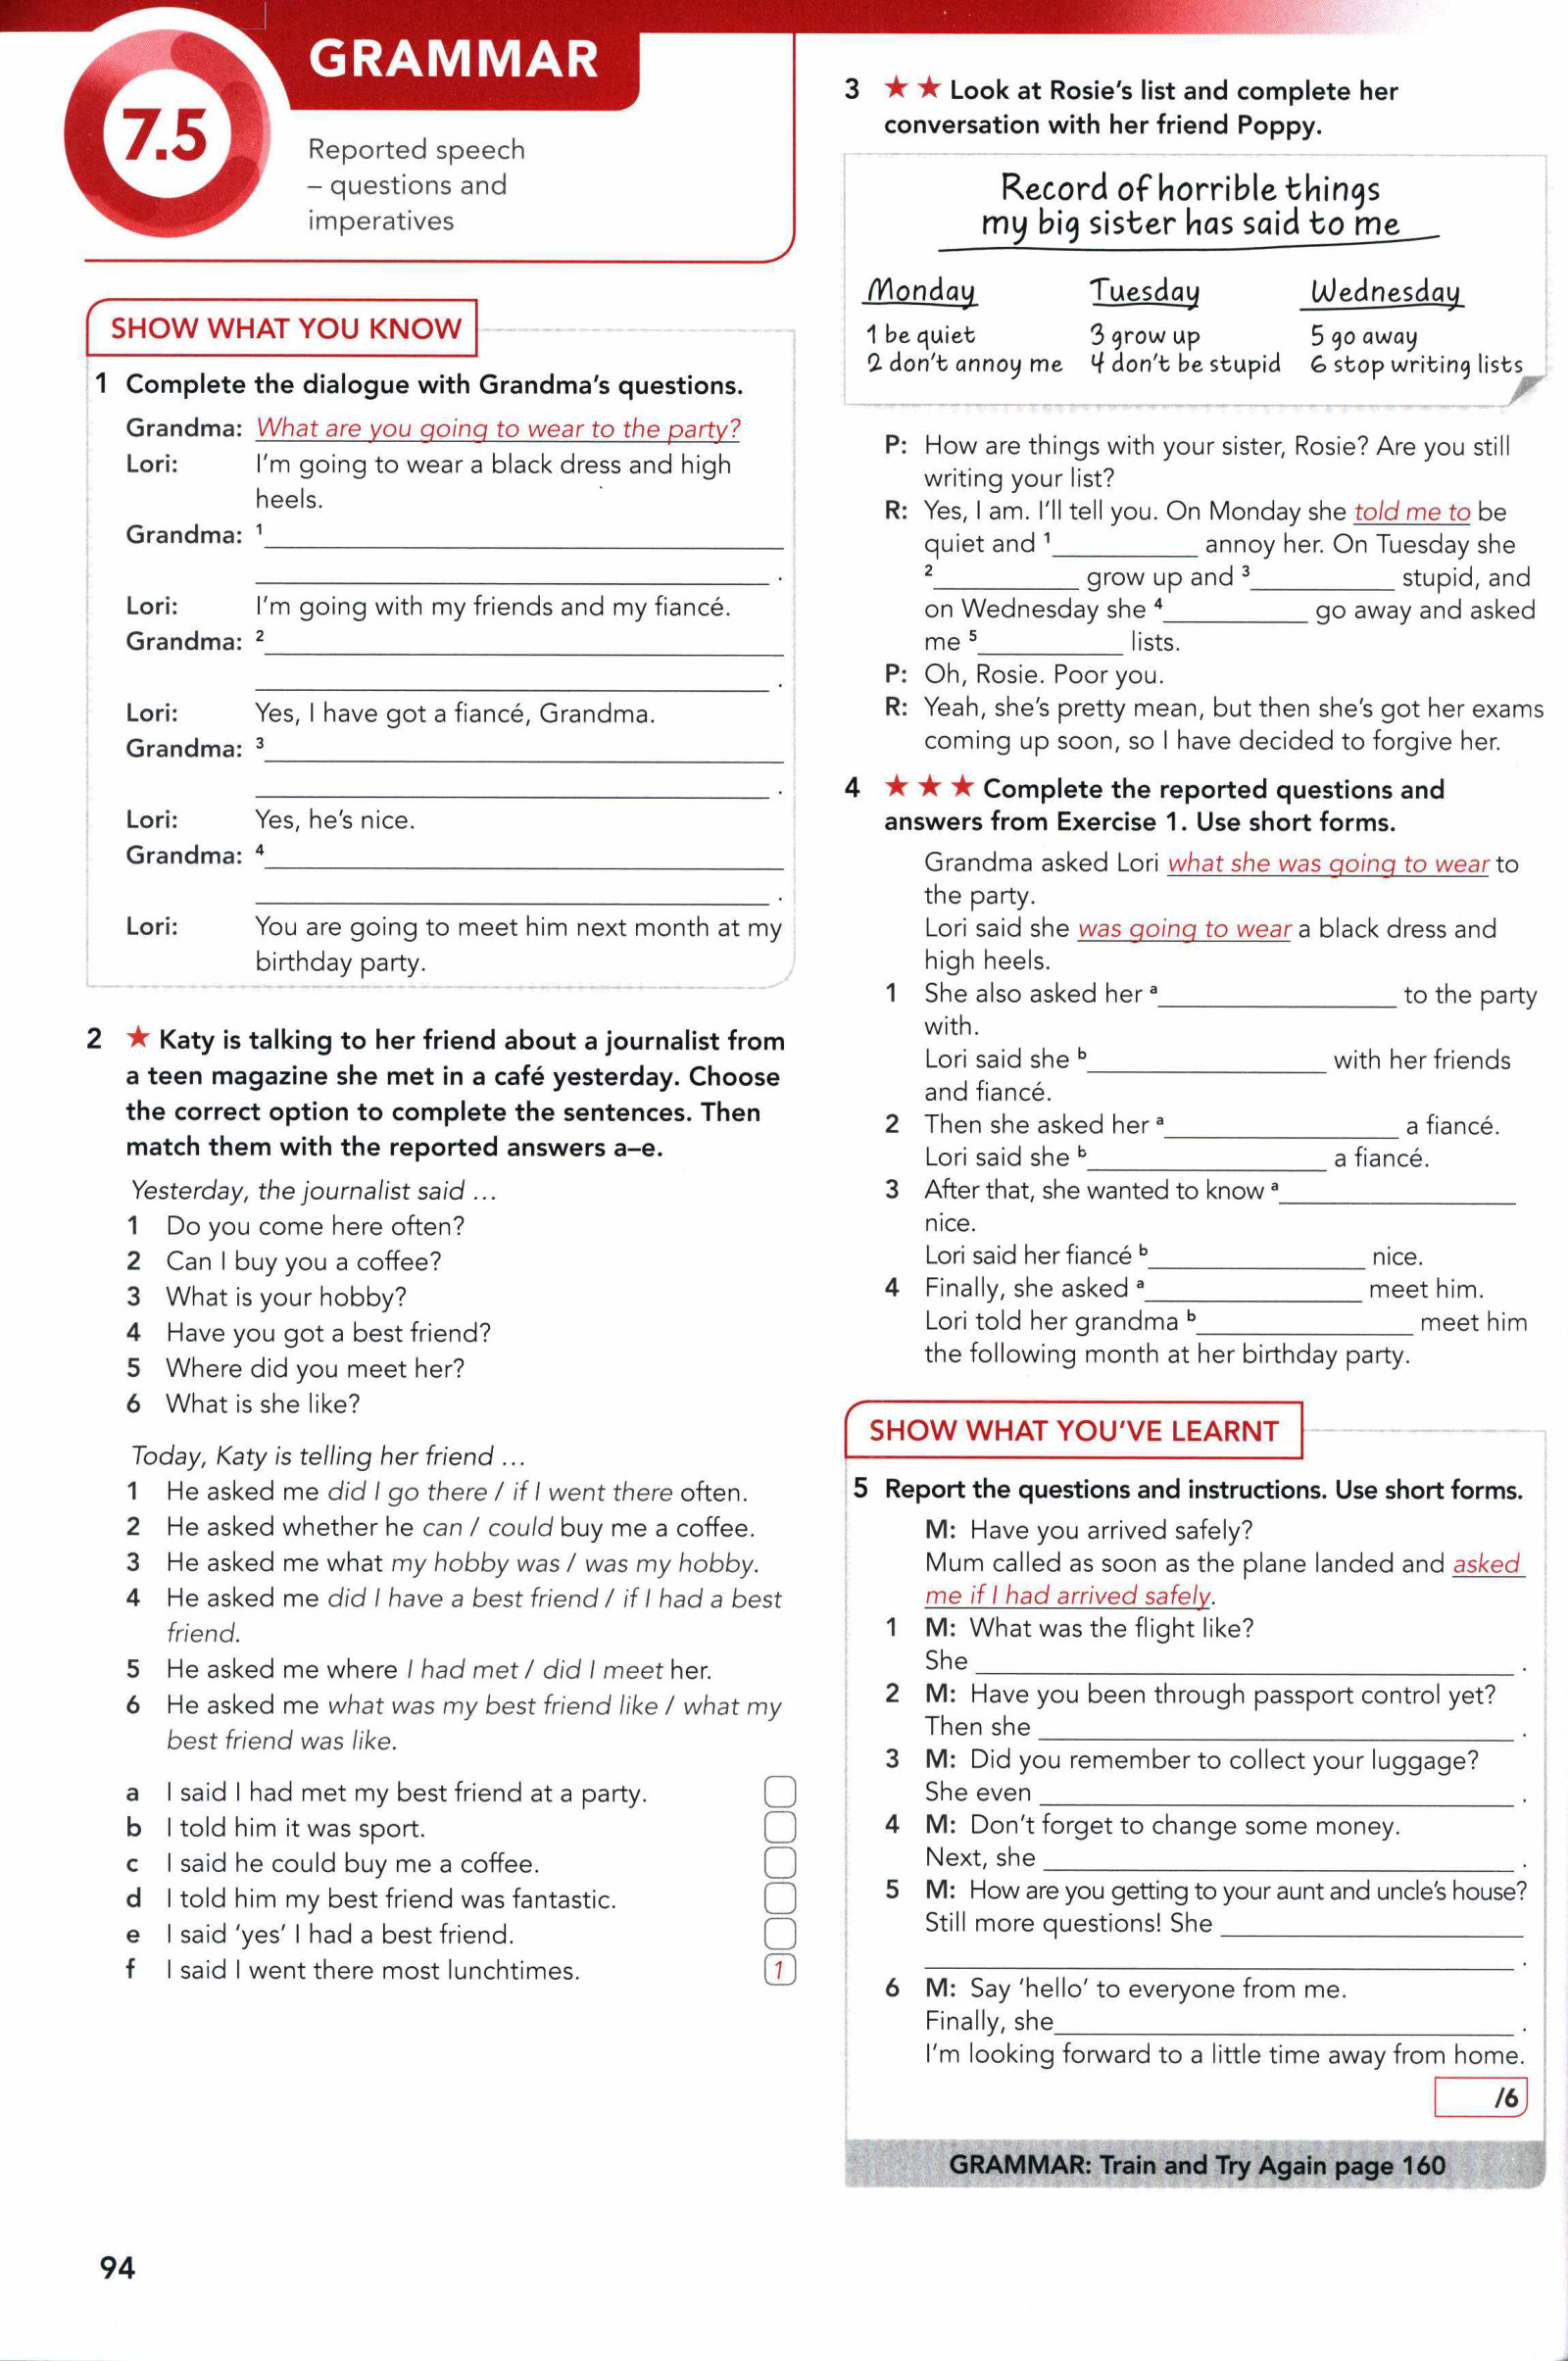 GRAMMAR
7.5
Reported speech
– questions and
imperatives
SHOW WHAT YOU KNOW
1 Complete the dialogue with Grandma's questions.
Grandma: What are you going to wear to the party?
Lori: I'm going to wear a black dress and high
heels.
Grandma: 1____________
____________.
Lori: I'm going with my friends and my fiancé.
Grandma: 2____________
____________.
Lori: Yes, I have got a fiancé, Grandma.
Grandma: 3____________
____________.
Lori: Yes, he's nice.
Grandma: 4____________
____________.
Lori: You are going to meet him next month at my
birthday party.
2 ★ Katy is talking to her friend about a journalist from
a teen magazine she met in a café yesterday. Choose
the correct option to complete the sentences. Then
match them with the reported answers a–e.
Yesterday, the journalist said ...
1 Do you come here often?
2 Can I buy you a coffee?
3 What is your hobby?
4 Have you got a best friend?
5 Where did you meet her?
6 What is she like?
Today, Katy is telling her friend ...
1 He asked me did I go there / if I went there often.
2 He asked whether he can / could buy me a coffee.
3 He asked me what my hobby was / was my hobby.
4 He asked me did I have a best friend / if I had a best
friend.
5 He asked me where I had met / did I meet her.
6 He asked me what was my best friend like / what my
best friend was like.
a I said I had met my best friend at a party.
b I told him it was sport.
c I said he could buy me a coffee.
d I told him my best friend was fantastic.
e I said 'yes' I had a best friend.
f I said I went there most lunchtimes. 1
3 ★ ★ Look at Rosie's list and complete her
conversation with her friend Poppy.
Record of horrible things
my big sister has said to me
Monday Tuesday Wednesday
1 be quiet 3 grow up 5 go away
2 don't annoy me 4 don't be stupid 6 stop writing lists
P: How are things with your sister, Rosie? Are you still
writing your list?
R: Yes, I am. I'll tell you. On Monday she told me to be
quiet and 1____________ annoy her. On Tuesday she
2____________ grow up and 3____________ stupid, and
on Wednesday she 4____________ go away and asked
me 5____________ lists.
P: Oh, Rosie. Poor you.
R: Yeah, she's pretty mean, but then she's got her exams
coming up soon, so I have decided to forgive her.
4 ★ ★ ★ Complete the reported questions and
answers from Exercise 1. Use short forms.
Grandma asked Lori what she was going to wear to
the party.
Lori said she was going to wear a black dress and
high heels.
1 She also asked her a____________ to the party
with.
Lori said she b____________ with her friends
and fiancé.
2 Then she asked her a____________ a fiancé.
Lori said she b____________ a fiancé.
3 After that, she wanted to know a____________
nice.
Lori said her fiancé b____________ nice.
4 Finally, she asked a____________ meet him.
Lori told her grandma b____________ meet him
the following month at her birthday party.
SHOW WHAT YOU'VE LEARNT
5 Report the questions and instructions. Use short forms.
M: Have you arrived safely?
Mum called as soon as the plane landed and asked
me if I had arrived safely.
1 M: What was the flight like?
She ____________.
2 M: Have you been through passport control yet?
Then she ____________.
3 M: Did you remember to collect your luggage?
She even ____________.
4 M: Don't forget to change some money.
Next, she ____________.
5 M: How are you getting to your aunt and uncle's house?
Still more questions! She ____________
____________.
6 M: Say 'hello' to everyone from me.
Finally, she____________.
I'm looking forward to a little time away from home.
/6
GRAMMAR: Train and Try Again page 160
94